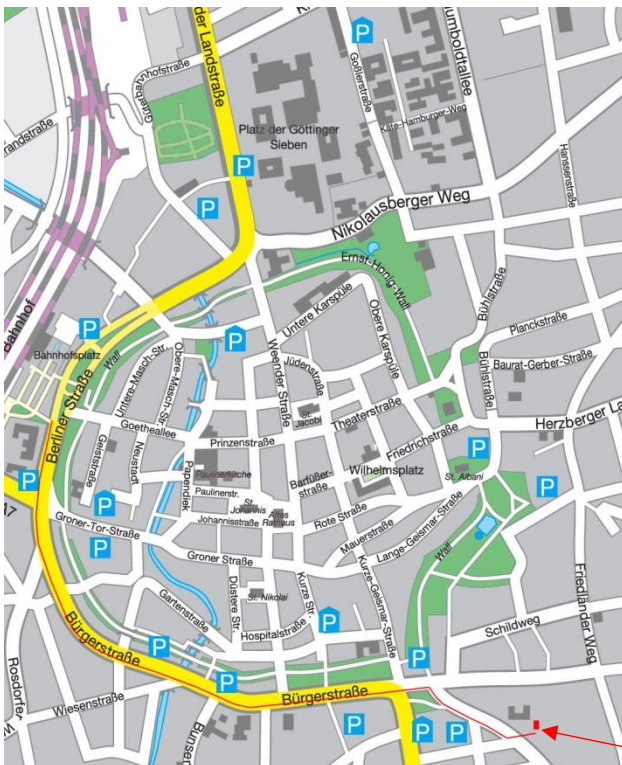 der Landstraße
P
Goßlerstraße
Humboldtallee
Güterbahnhofstraße
Platz der Göttinger
Sieben
Käte-Hamburger-Weg
Hannsenstraße
P
P
Nikolausberger Weg
Ernst-Honig-Wall
Bahnhof
Bahnhofsplatz
P
Berliner Straße
Wall
Untere-Masch-Str.
Obere-Masch-Str.
P
Untere Karspüle
Obere Karspüle
Weender Straße
Jüdenstraße
Bühlstraße
Planckstraße
Bühlstraße
Baurat-Gerber-Straße
Goetheallee
Prinzenstraße
St.
Jacobi
Theaterstraße
Friedrichstraße
Geiststraße
Neustadt
Papendiek
Paulinerkirche
Paulinerstr.
Barfüßer-
straße
Wilhelmsplatz
St. Albani
P
P
P
P
P
St.
Johannis
Altes
Rathaus
Johannisstraße
Rote Straße
Mauerstraße
Lange-Geismar-Straße
Wall
Groner-Tor-Straße
Groner Straße
Kurze-Geismar-Straße
Düstere Str.
St. Nikolai
Kurze Str.
Gartenstraße
Hospitalstraße
P
Schildweg
Friedländer Weg
Bürgerstraße
P
P
P
Bürgerstraße
Wiesenstraße
P
P
P